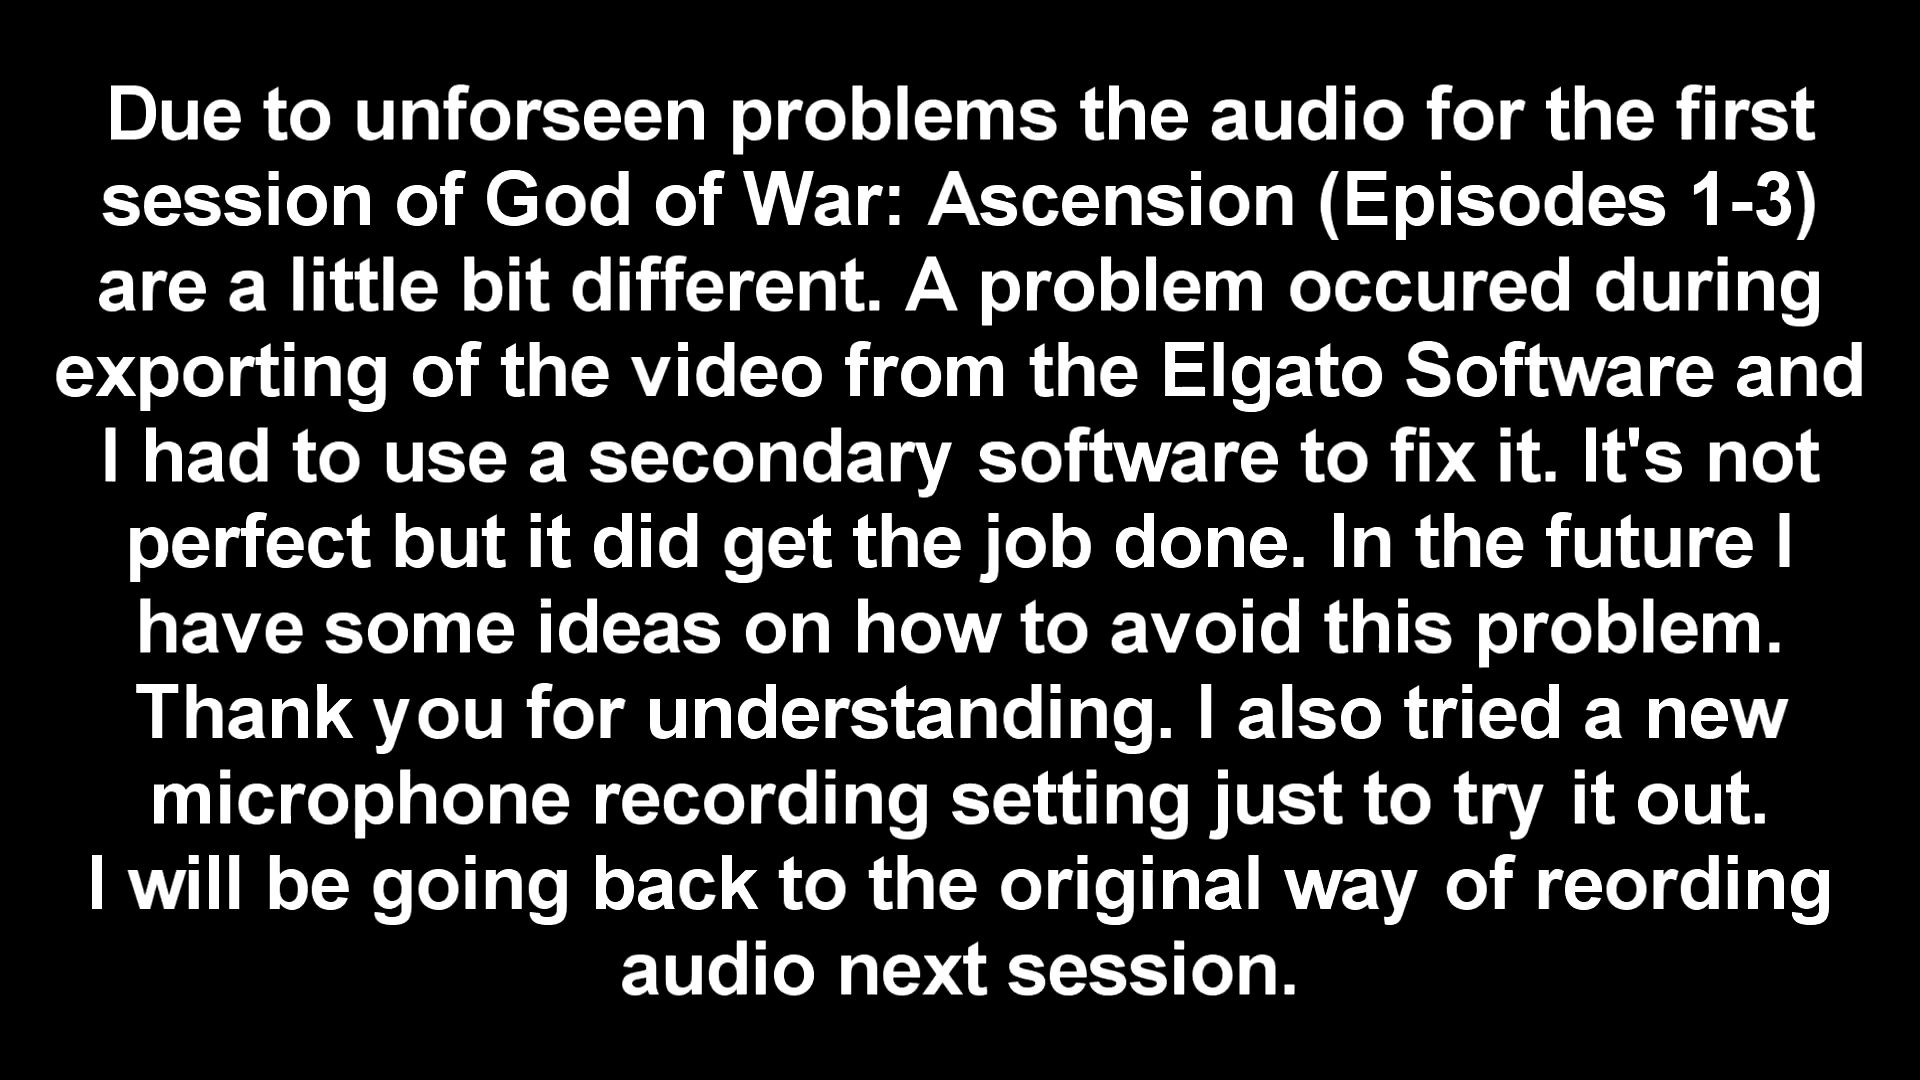 Due to unforseen problems the audio for the first
session of God of War: Ascension (Episodes 1-3)
are a little bit different. A problem occured during
exporting of the video from the Elgato Software and
I had to use a secondary software to fix it. It's not
perfect but it did get the job done. In the future I
have some ideas on how to avoid this problem.
Thank you for understanding. I also tried a new
microphone recording setting just to try it out.
I will be going back to the original way of reording
audio next session.